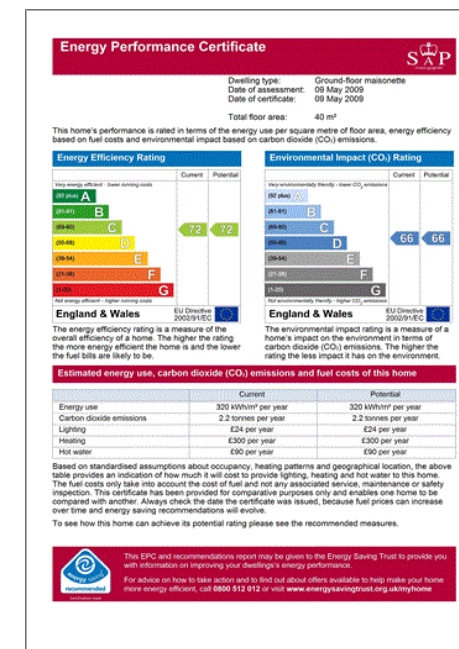 Energy Performance Certificate
SAP
Dwelling type: Ground-floor maisonette
Date of assessment: 09 May 2009
Date of certificate: 09 May 2009
Total floor area: 40 m²
This home's performance is rated in terms of the energy use per square metre of floor area, energy efficiency
based on fuel costs and environmental impact based on carbon dioxide (CO₂) emissions.
Energy Efficiency Rating
Current Potential
Very energy efficient - lower running costs
(92 plus) A
(81-91) B
(69-80) C
72 72
(55-68) D
(39-54) E
(21-38) F
(1-20) G
Not energy efficient - higher running costs
England & Wales
EU Directive
2002/91/EC
The energy efficiency rating is a measure of the
overall efficiency of a home. The higher the rating
the more energy efficient the home is and the lower
the fuel bills are likely to be.
Environmental Impact (CO₂) Rating
Current Potential
Very environmentally friendly - lower CO₂ emissions
(92 plus) A
(81-91) B
(69-80) C
(55-68) D
66 66
(39-54) E
(21-38) F
(1-20) G
Not environmentally friendly - higher CO₂ emissions
England & Wales
EU Directive
2002/91/EC
The environmental impact rating is a measure of a
home's impact on the environment in terms of
carbon dioxide (CO₂) emissions. The higher the
rating the less impact it has on the environment.
Estimated energy use, carbon dioxide (CO₂) emissions and fuel costs of this home
Current Potential
Energy use 320 kWh/m² per year 320 kWh/m² per year
Carbon dioxide emissions 2.2 tonnes per year 2.2 tonnes per year
Lighting £24 per year £24 per year
Heating £300 per year £300 per year
Hot water £90 per year £90 per year
Based on standardised assumptions about occupancy, heating patterns and geographical location, the above
table provides an indication of how much it will cost to provide lighting, heating and hot water to this home.
The fuel costs only take into account the cost of fuel and not any associated service, maintenance or safety
inspection. This certificate has been provided for comparative purposes only and enables one home to be
compared with another. Always check the date the certificate was issued, because fuel prices can increase
over time and energy saving recommendations will evolve.
To see how this home can achieve its potential rating please see the recommended measures.
energy saving
recommended
This EPC and recommendations report may be given to the Energy Saving Trust to provide you
with information on improving your dwelling's energy performance.
For advice on how to take action and to find out about offers available to help make your home
more energy efficient, call 0800 512 012 or visit www.energysavingtrust.org.uk/myhome